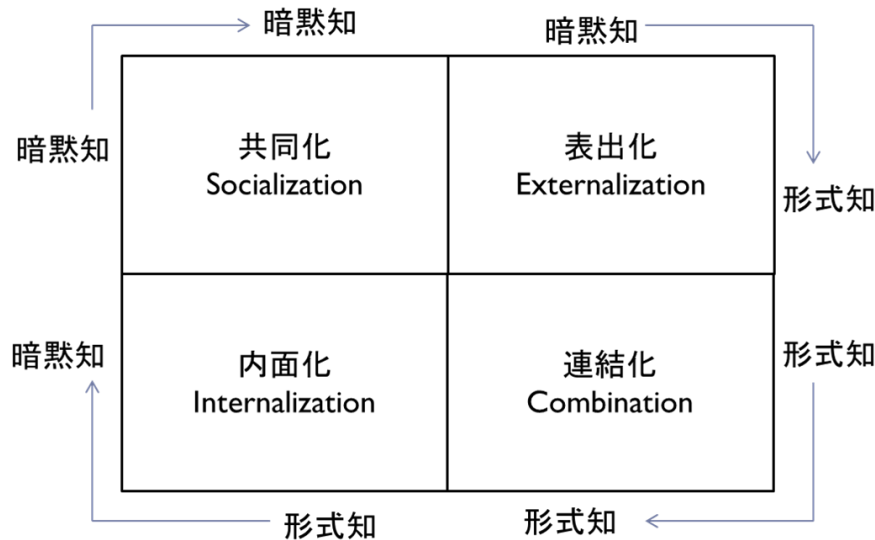 暗黙知
暗黙知
暗黙知
共同化
Socialization
表出化
Externalization
形式知
暗黙知
内面化
Internalization
連結化
Combination
形式知
形式知
形式知